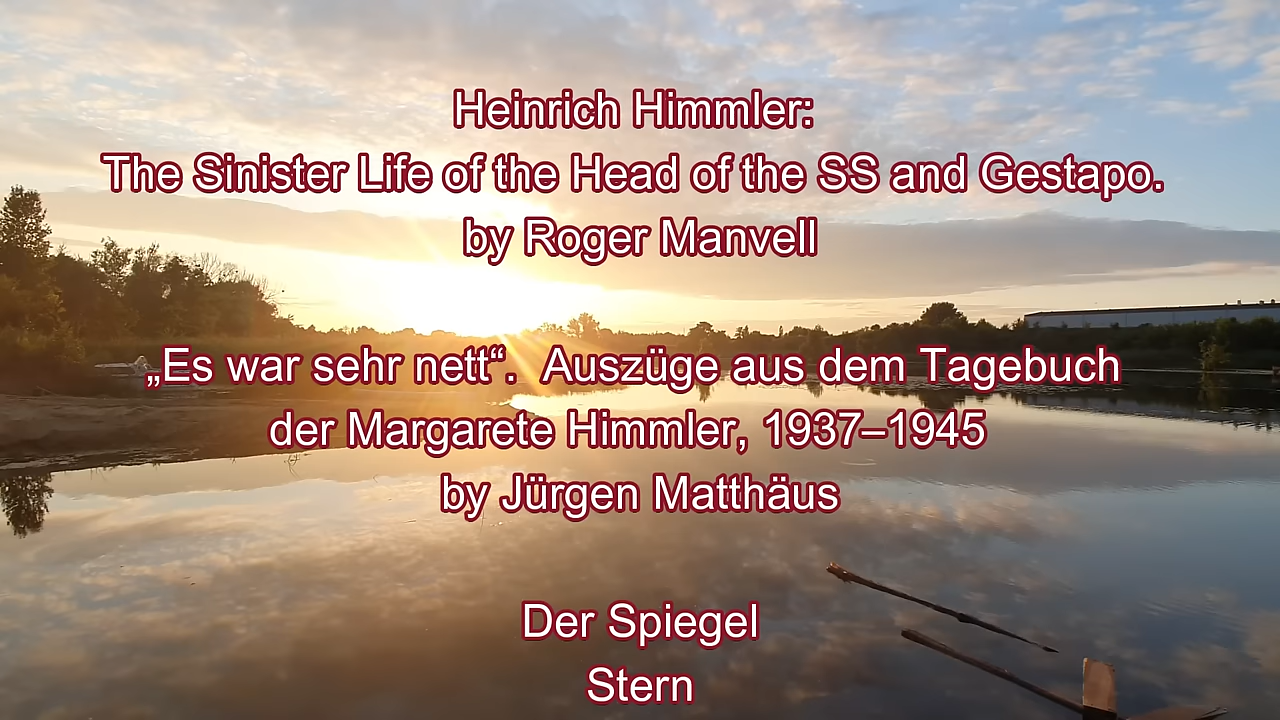 Heinrich Himmler:
The Sinister Life of the Head of the SS and Gestapo.
by Roger Manvell
„Es war sehr nett“. Auszüge aus dem Tagebuch
der Margarete Himmler, 1937–1945
by Jürgen Matthäus
Der Spiegel
Stern